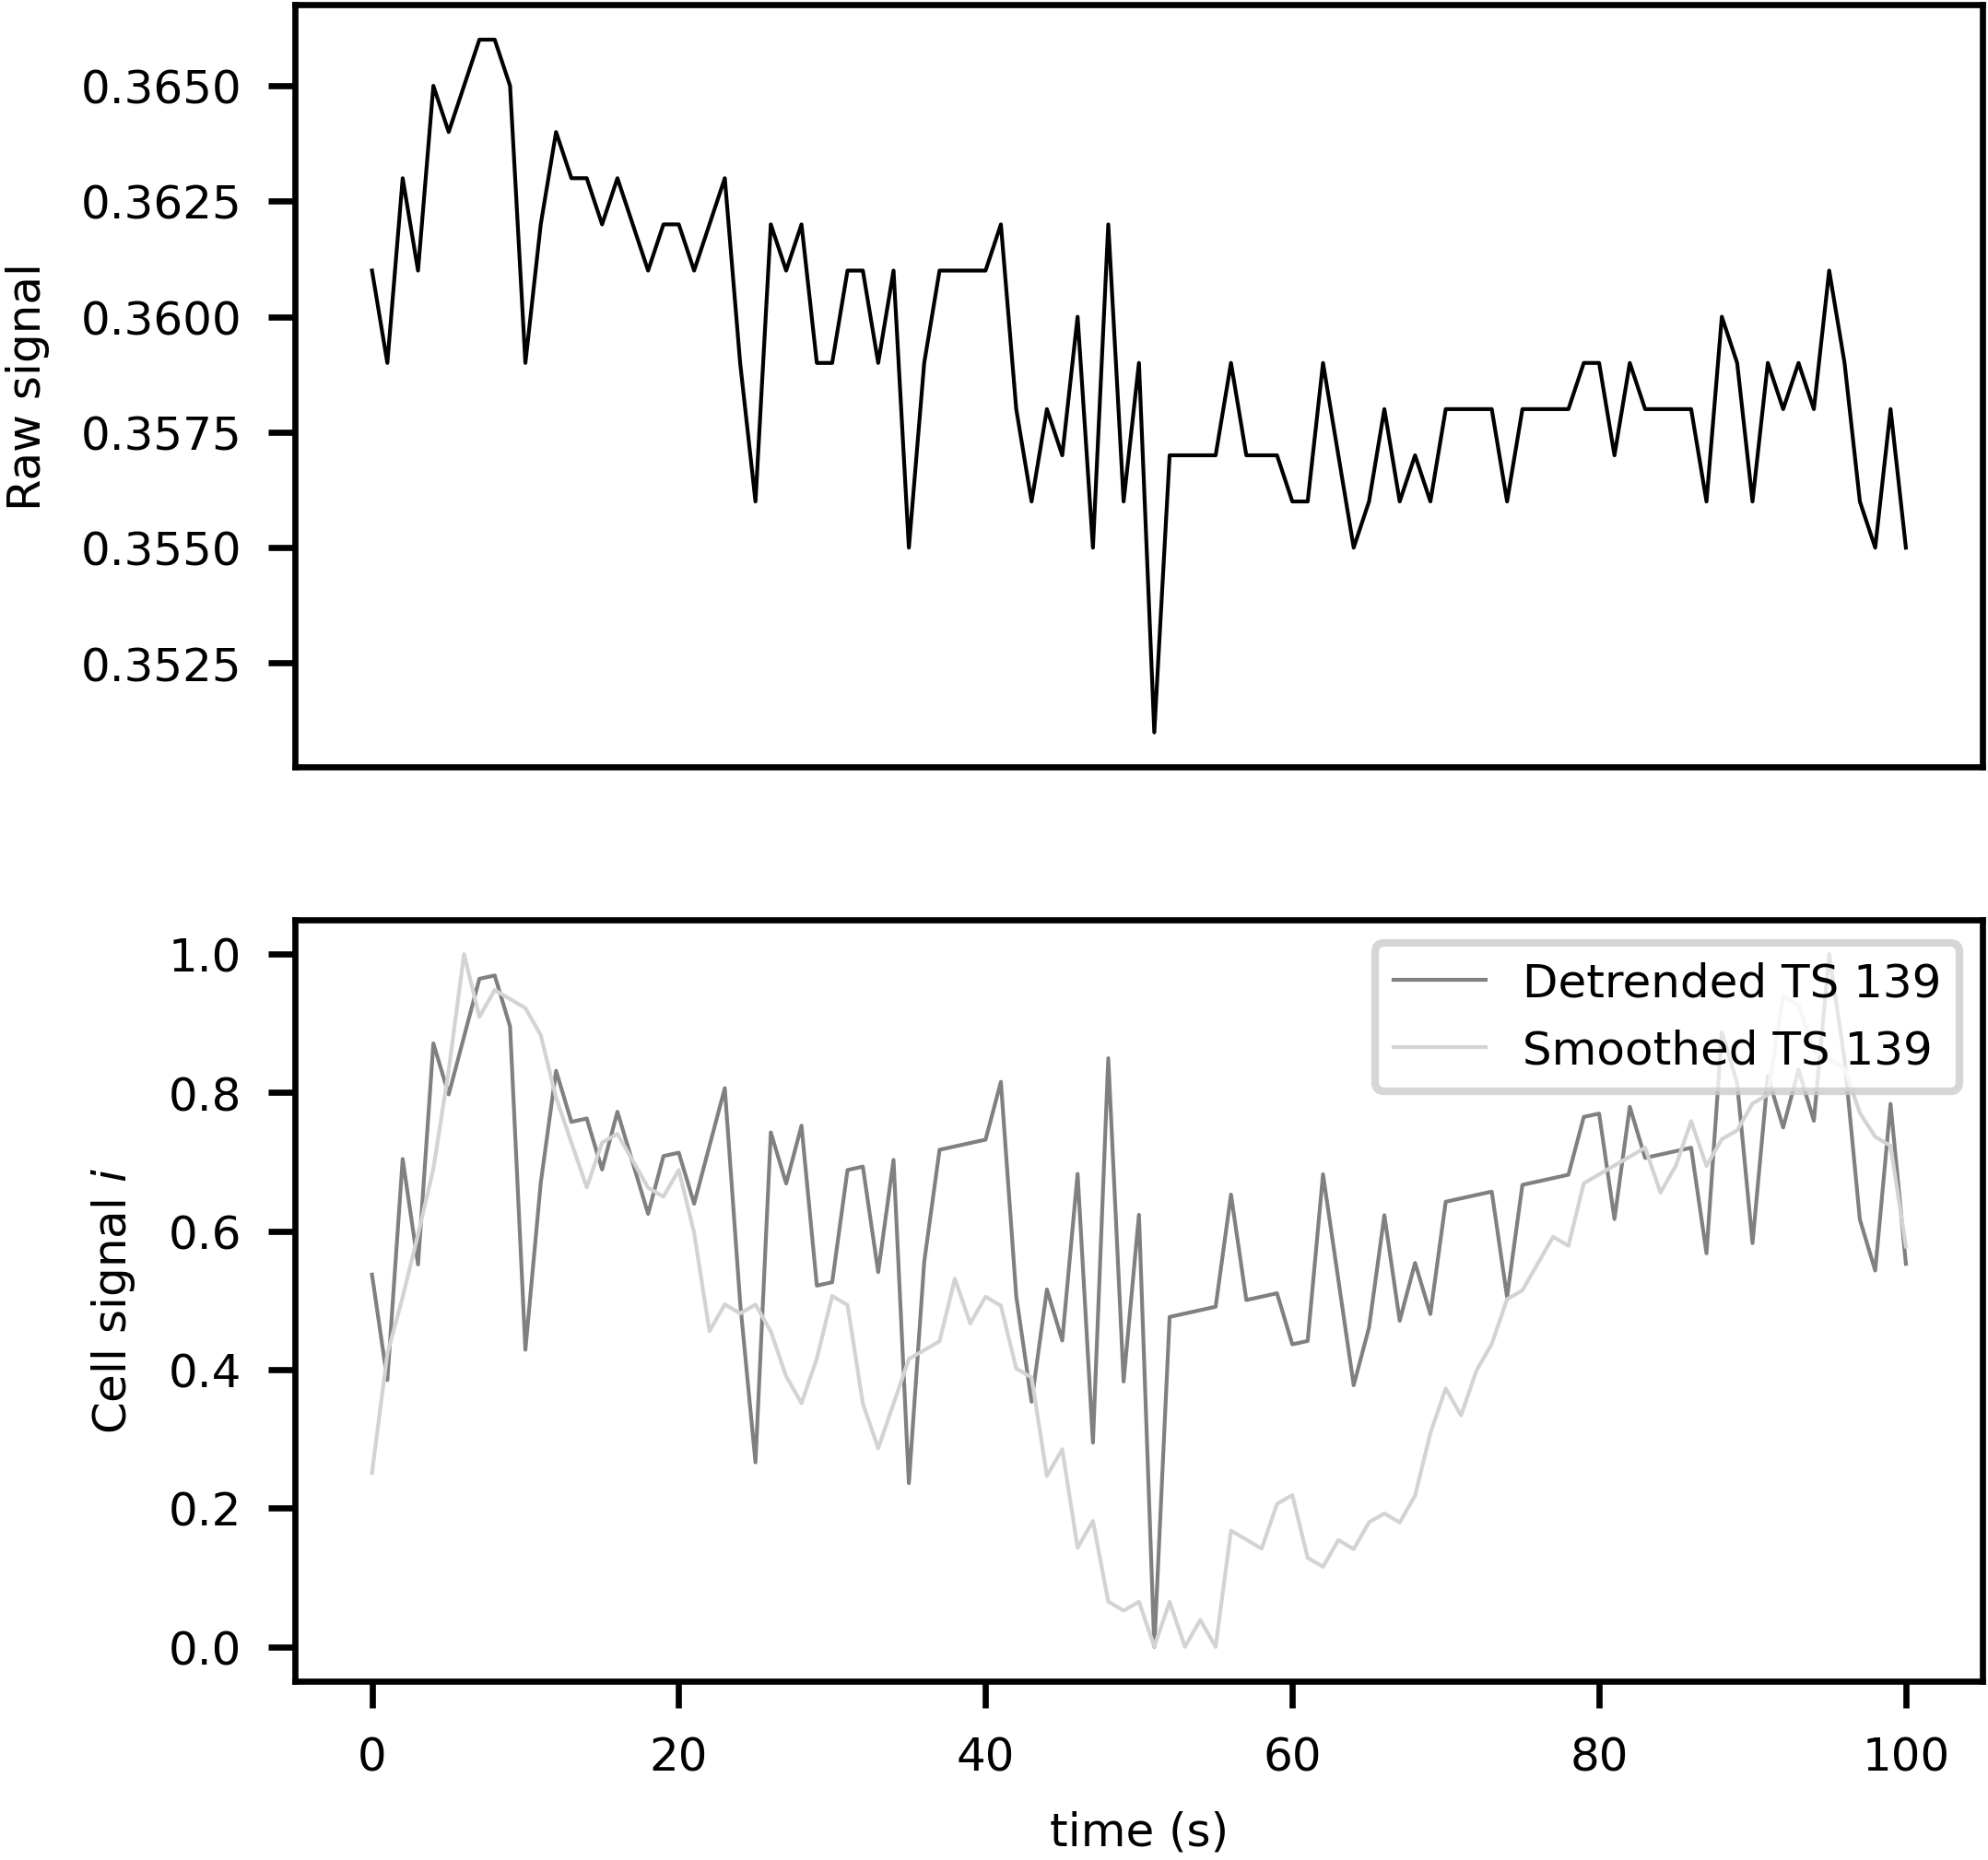 Raw signal
0.3650
0.3625
0.3600
0.3575
0.3550
0.3525
Cell signal i
1.0
0.8
0.6
0.4
0.2
0.0
Detrended TS 139
Smoothed TS 139
0 20 40 60 80 100
time (s)